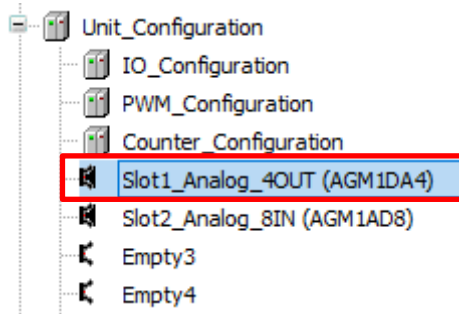 Unit_Configuration
IO_Configuration
PWM_Configuration
Counter_Configuration
Slot1_Analog_4OUT (AGM1DA4)
Slot2_Analog_8IN (AGM1AD8)
Empty3
Empty4